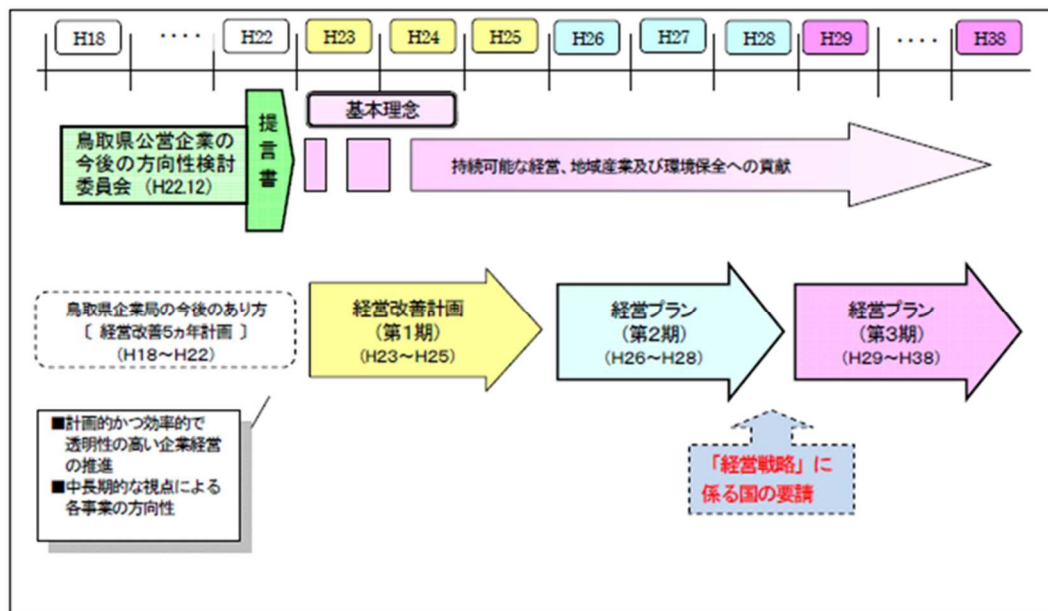 H18
････
H22
H23
H24
H25
H26
H27
H28
H29
････
H38
基本理念
鳥取県公営企業の
今後の方向性検討
委員会（H22.12）
提言書
持続可能な経営、地域産業及び環境保全への貢献
鳥取県企業局の今後のあり方
〔 経営改善5ヵ年計画 〕
（H18～H22）
経営改善計画
（第1期）
（H23～H25）
経営プラン
（第2期）
（H26～H28）
経営プラン
（第3期）
（H29～H38）
■計画的かつ効率的で
透明性の高い企業経営
の推進
■中長期的な視点による
各事業の方向性
「経営戦略」に
係る国の要請